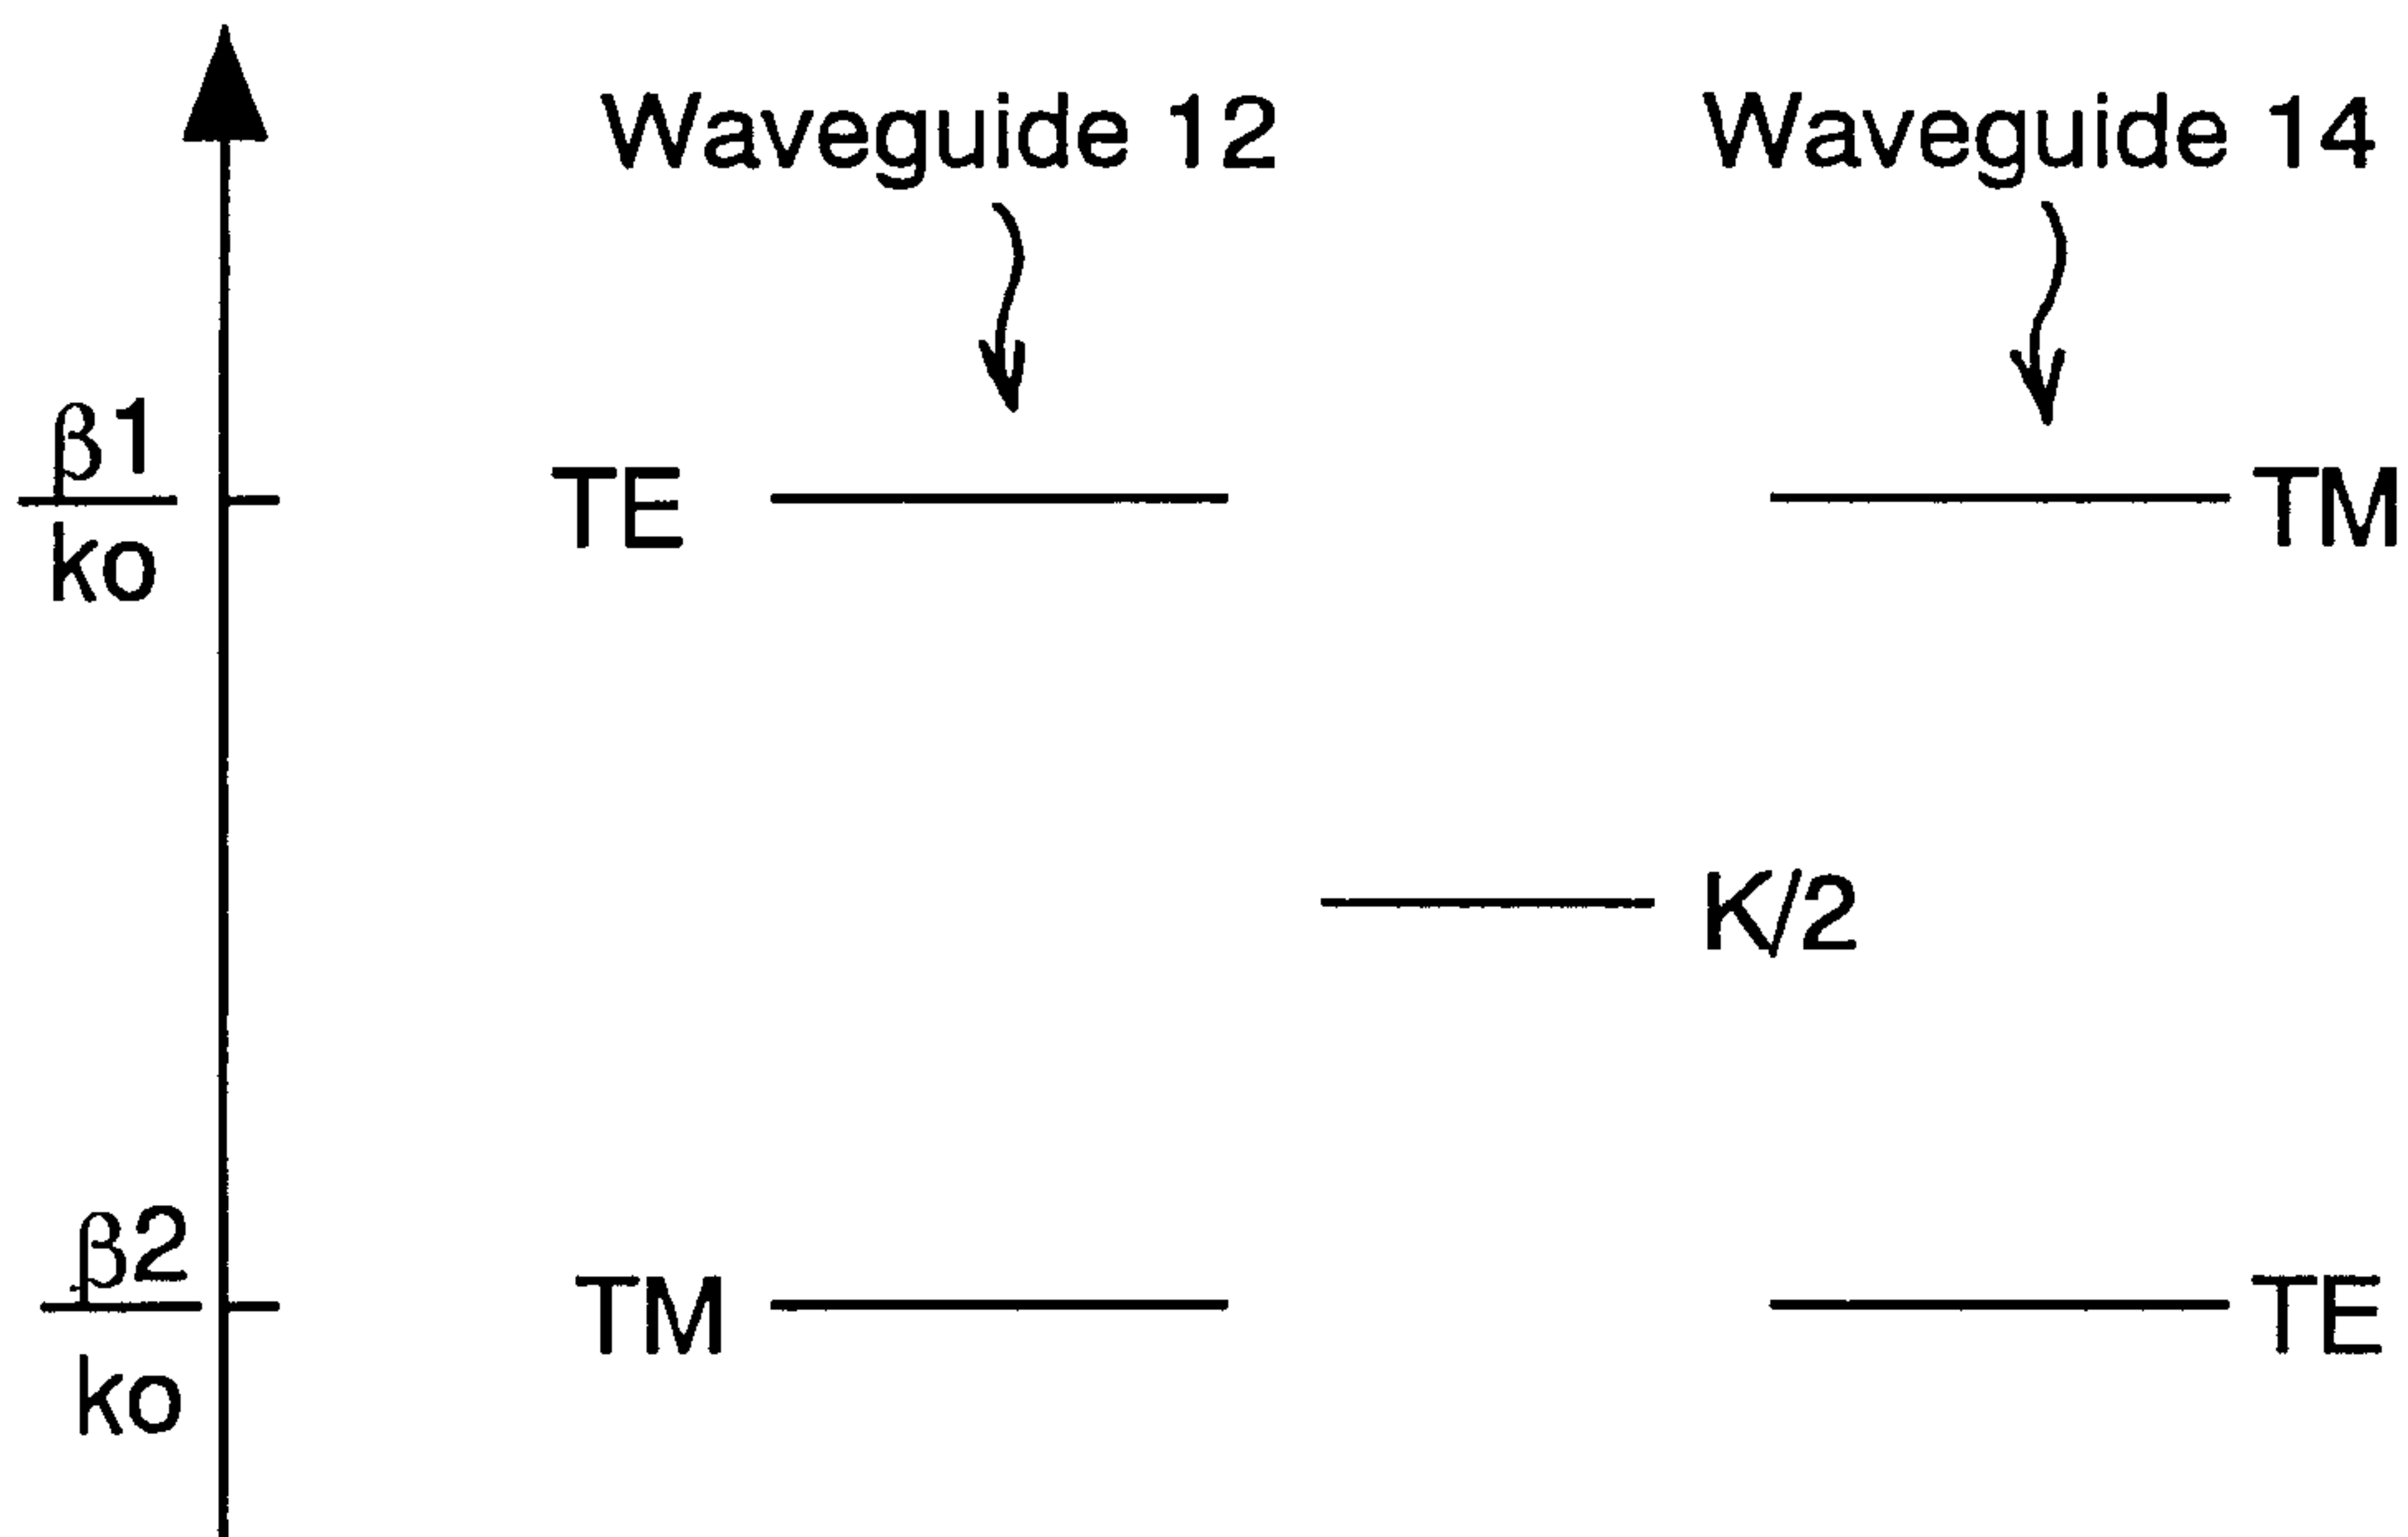 Waveguide 12
Waveguide 14
β1
ko
TE
TM
K/2
β2
ko
TM
TE